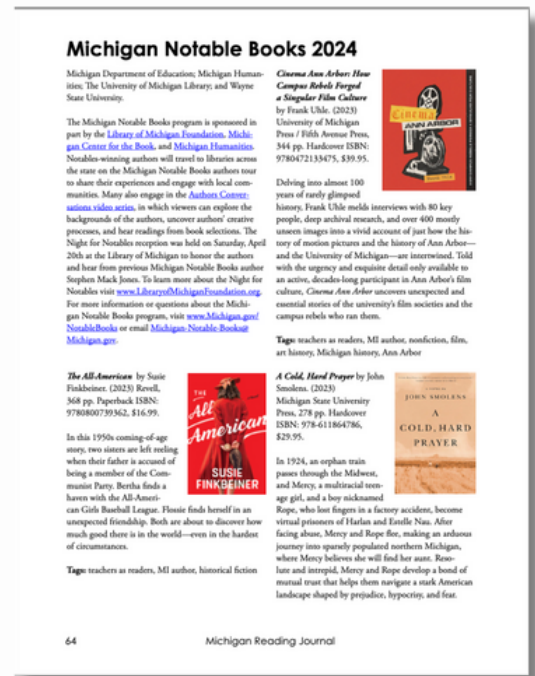 Michigan Notable Books 2024
Michigan Department of Education; Michigan Human-
ities; The University of Michigan Library; and Wayne
State University.
The Michigan Notable Books program is sponsored in
part by the Library of Michigan Foundation, Michi-
gan Center for the Book, and Michigan Humanities.
Notables-winning authors will travel to libraries across
the state on the Michigan Notable Books authors tour
to share their experiences and engage with local com-
munities. Many also engage in the Authors Conver-
sations video series, in which viewers can explore the
backgrounds of the authors, uncover authors' creative
processes, and hear readings from book selections. The
Night for Notables reception was held on Saturday, April
20th at the Library of Michigan to honor the authors
and hear from previous Michigan Notable Books author
Stephen Mack Jones. To learn more about the Night for
Notables visit www.LibraryofMichiganFoundation.org.
For more information or questions about the Michi-
gan Notable Books program, visit www.Michigan.gov/
NotableBooks or email Michigan-Notable-Books@
Michigan.gov.
The All-American by Susie
Finkbeiner. (2023) Revell,
368 pp. Paperback ISBN:
9780800739362, $16.99.
In this 1950s coming-of-age
story, two sisters are left reeling
when their father is accused of
being a member of the Com-
munist Party. Bertha finds a
haven with the All-Ameri-
can Girls Baseball League. Flossie finds herself in an
unexpected friendship. Both are about to discover how
much good there is in the world—even in the hardest
of circumstances.
Tags: teachers as readers, MI author, historical fiction
THE
All
American
SUSIE
FINKBEINER
Cinema Ann Arbor: How
Campus Rebels Forged
a Singular Film Culture
by Frank Uhle. (2023)
University of Michigan
Press / Fifth Avenue Press,
344 pp. Hardcover ISBN:
9780472133475, $39.95.
Cinema
ANN ARBOR
Delving into almost 100
years of rarely glimpsed
history, Frank Uhle melds interviews with 80 key
people, deep archival research, and over 400 mostly
unseen images into a vivid account of just how the his-
tory of motion pictures and the history of Ann Arbor—
and the University of Michigan—are intertwined. Told
with the urgency and exquisite detail only available to
an active, decades-long participant in Ann Arbor's film
culture, Cinema Ann Arbor uncovers unexpected and
essential stories of the university's film societies and the
campus rebels who ran them.
Tags: teachers as readers, MI author, nonfiction, film,
art history, Michigan history, Ann Arbor
A Cold, Hard Prayer by John
Smolens. (2023)
Michigan State University
Press, 278 pp. Hardcover
ISBN: 978-611864786,
$29.95.
JOHN SMOLENS
A
COLD, HARD
PRAYER
In 1924, an orphan train
passes through the Midwest,
and Mercy, a multiracial teen-
age girl, and a boy nicknamed
Rope, who lost fingers in a factory accident, become
virtual prisoners of Harlan and Estelle Nau. After
facing abuse, Mercy and Rope flee, making an arduous
journey into sparsely populated northern Michigan,
where Mercy believes she will find her aunt. Reso-
lute and intrepid, Mercy and Rope develop a bond of
mutual trust that helps them navigate a stark American
landscape shaped by prejudice, hypocrisy, and fear.
64
Michigan Reading Journal